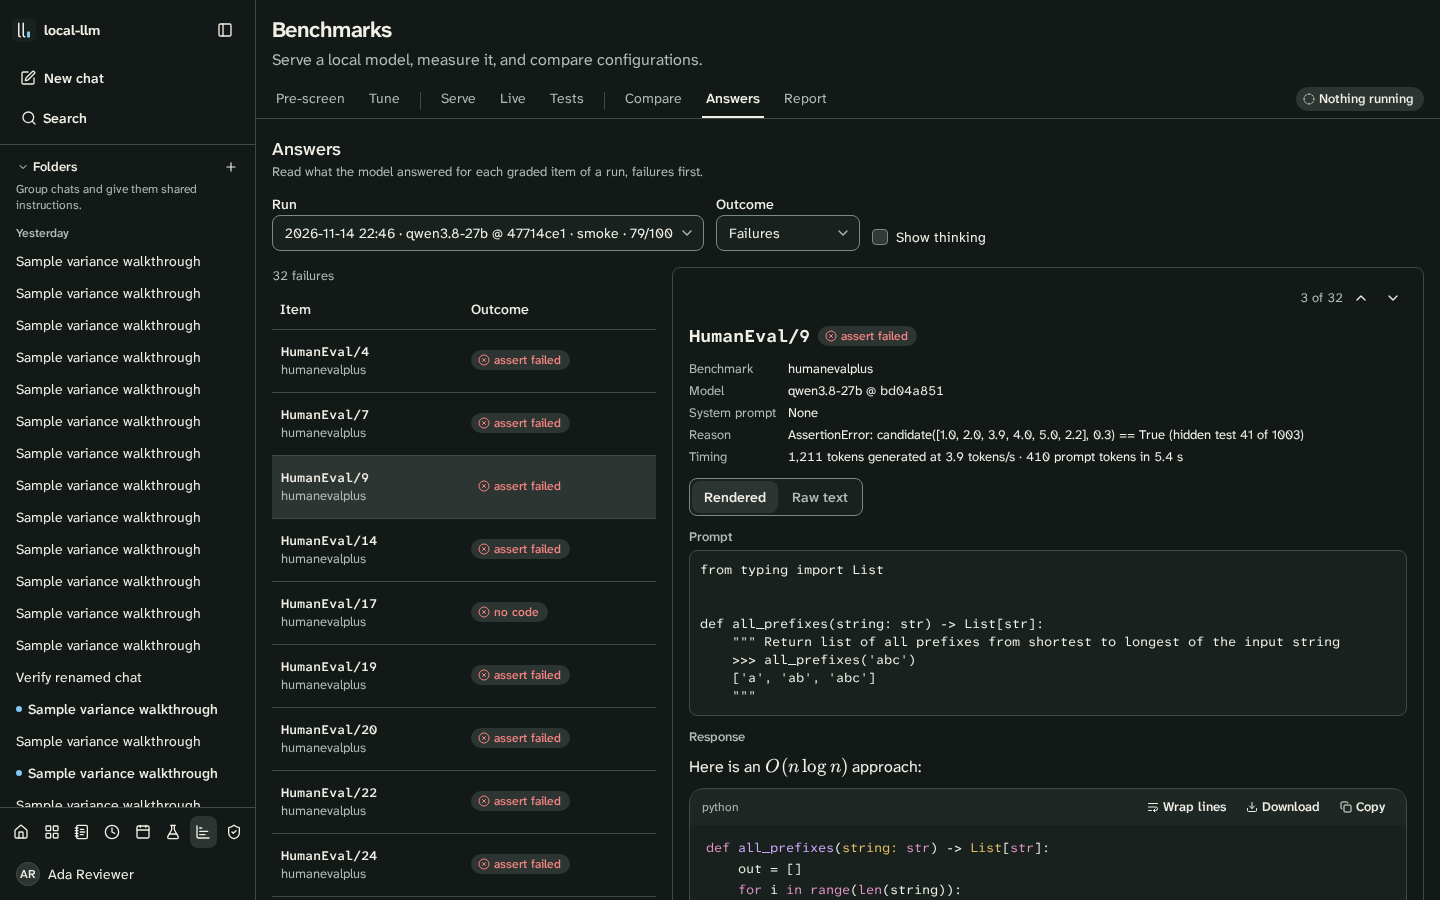 local-llm
New chat
Search
Folders
Group chats and give them shared
instructions.
Yesterday
Sample variance walkthrough
Sample variance walkthrough
Sample variance walkthrough
Sample variance walkthrough
Sample variance walkthrough
Sample variance walkthrough
Sample variance walkthrough
Sample variance walkthrough
Sample variance walkthrough
Sample variance walkthrough
Sample variance walkthrough
Sample variance walkthrough
Sample variance walkthrough
Verify renamed chat
Sample variance walkthrough
Sample variance walkthrough
Sample variance walkthrough
Sample variance walkthrough
AR Ada Reviewer
Benchmarks
Serve a local model, measure it, and compare configurations.
Pre-screen Tune Serve Live Tests Compare Answers Report
Nothing running
Answers
Read what the model answered for each graded item of a run, failures first.
Run
2026-11-14 22:46 · qwen3.8-27b @ 47714ce1 · smoke · 79/100
Outcome
Failures
Show thinking
32 failures
Item Outcome
HumanEval/4 assert failed
humanevalplus
HumanEval/7 assert failed
humanevalplus
HumanEval/9 assert failed
humanevalplus
HumanEval/14 assert failed
humanevalplus
HumanEval/17 no code
humanevalplus
HumanEval/19 assert failed
humanevalplus
HumanEval/20 assert failed
humanevalplus
HumanEval/22 assert failed
humanevalplus
HumanEval/24 assert failed
humanevalplus
3 of 32
HumanEval/9 assert failed
Benchmark humanevalplus
Model qwen3.8-27b @ bd04a851
System prompt None
Reason AssertionError: candidate([1.0, 2.0, 3.9, 4.0, 5.0, 2.2], 0.3) == True (hidden test 41 of 1003)
Timing 1,211 tokens generated at 3.9 tokens/s · 410 prompt tokens in 5.4 s
Rendered Raw text
Prompt
from typing import List
def all_prefixes(string: str) -> List[str]:
""" Return list of all prefixes from shortest to longest of the input string
>>> all_prefixes('abc')
['a', 'ab', 'abc']
"""
Response
Here is an O(n log n) approach:
python Wrap lines Download Copy
def all_prefixes(string: str) -> List[str]:
out = []
for i in range(len(string)):